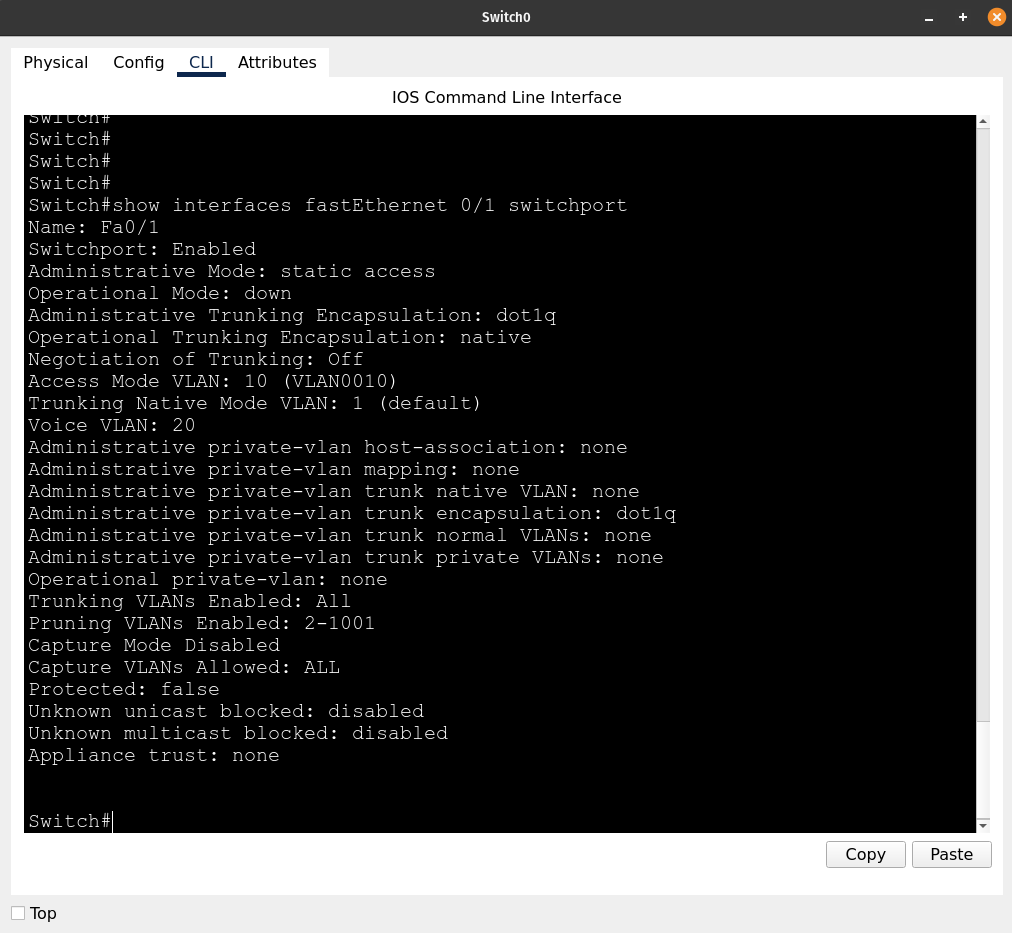 Switch0
Physical Config CLI Attributes
IOS Command Line Interface
Switch#
Switch#
Switch#
Switch#
Switch#show interfaces fastEthernet 0/1 switchport
Name: Fa0/1
Switchport: Enabled
Administrative Mode: static access
Operational Mode: down
Administrative Trunking Encapsulation: dot1q
Operational Trunking Encapsulation: native
Negotiation of Trunking: Off
Access Mode VLAN: 10 (VLAN0010)
Trunking Native Mode VLAN: 1 (default)
Voice VLAN: 20
Administrative private-vlan host-association: none
Administrative private-vlan mapping: none
Administrative private-vlan trunk native VLAN: none
Administrative private-vlan trunk encapsulation: dot1q
Administrative private-vlan trunk normal VLANs: none
Administrative private-vlan trunk private VLANs: none
Operational private-vlan: none
Trunking VLANs Enabled: All
Pruning VLANs Enabled: 2-1001
Capture Mode Disabled
Capture VLANs Allowed: ALL
Protected: false
Unknown unicast blocked: disabled
Unknown multicast blocked: disabled
Appliance trust: none
Switch#
Copy Paste
Top